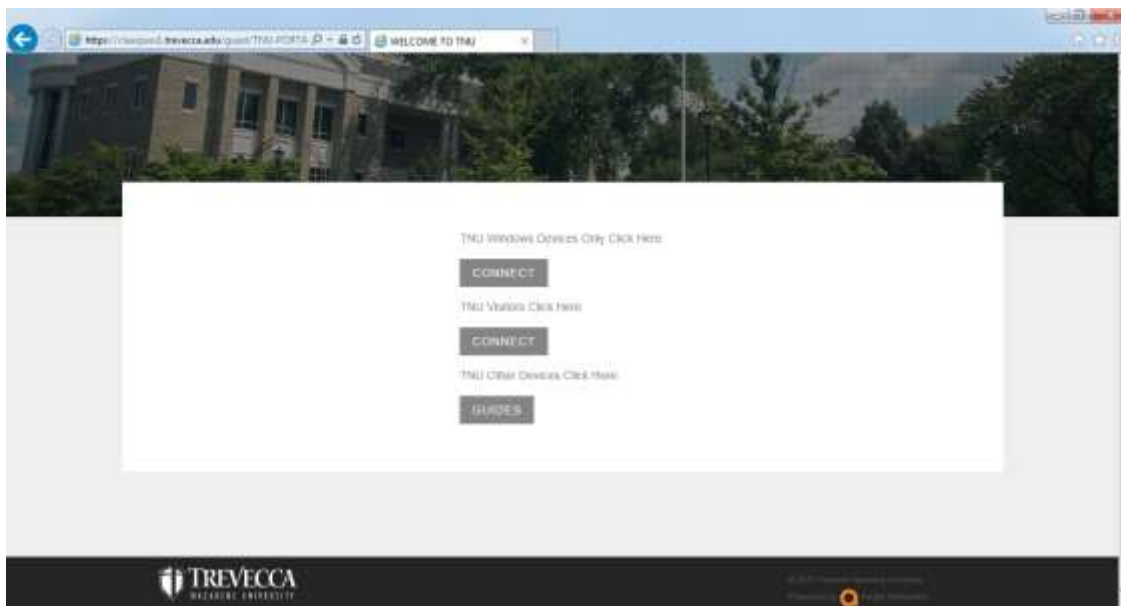 WELCOME TO TNU
TNU Windows Devices Only Click Here
CONNECT
TNU Visitors Click Here
CONNECT
TNU Other Devices Click Here
GUIDES
TREVECCA
NAZARENE UNIVERSITY